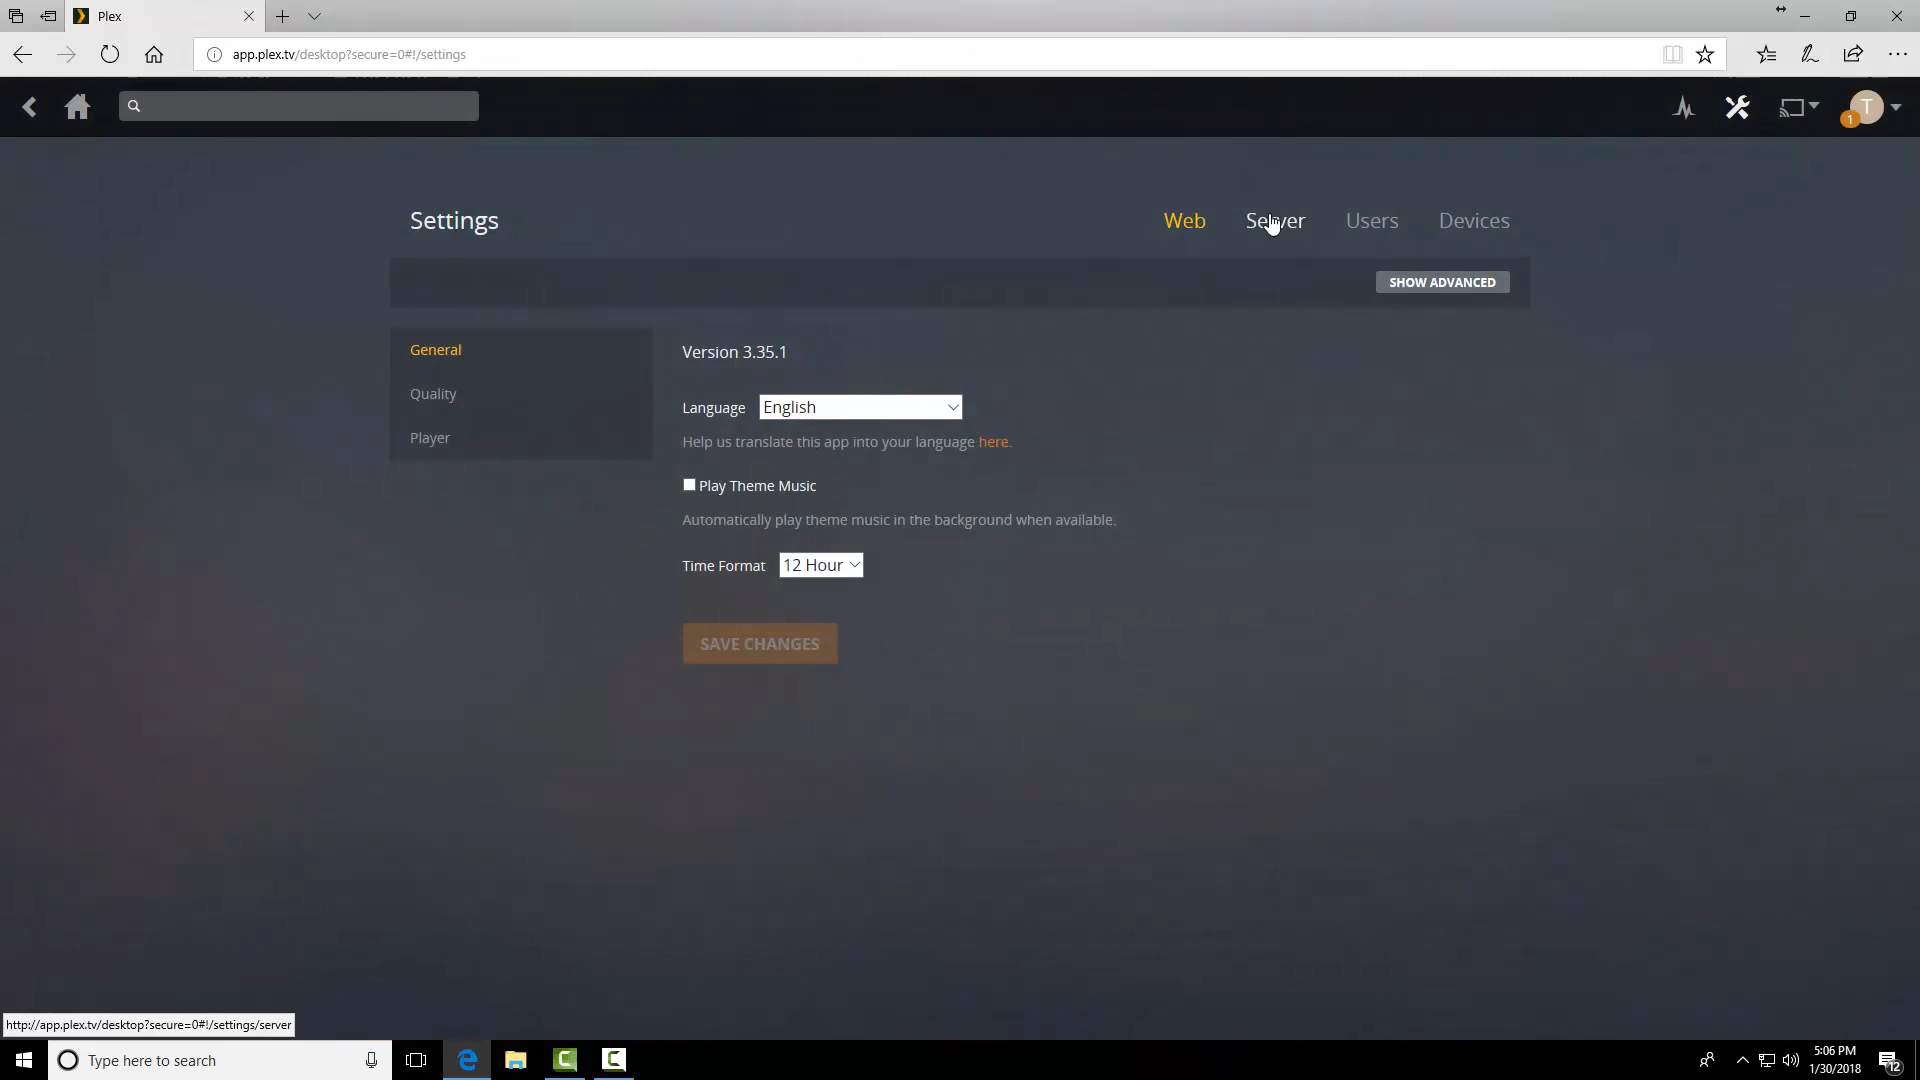 Plex
app.plex.tv/desktop?secure=0#!/settings
T
1
Settings
Web
Server
Users
Devices
SHOW ADVANCED
General
Quality
Player
Version 3.35.1
Language English
Help us translate this app into your language here.
Play Theme Music
Automatically play theme music in the background when available.
Time Format 12 Hour
SAVE CHANGES
http://app.plex.tv/desktop?secure=0#!/settings/server
Type here to search
5:06 PM
1/30/2018
12